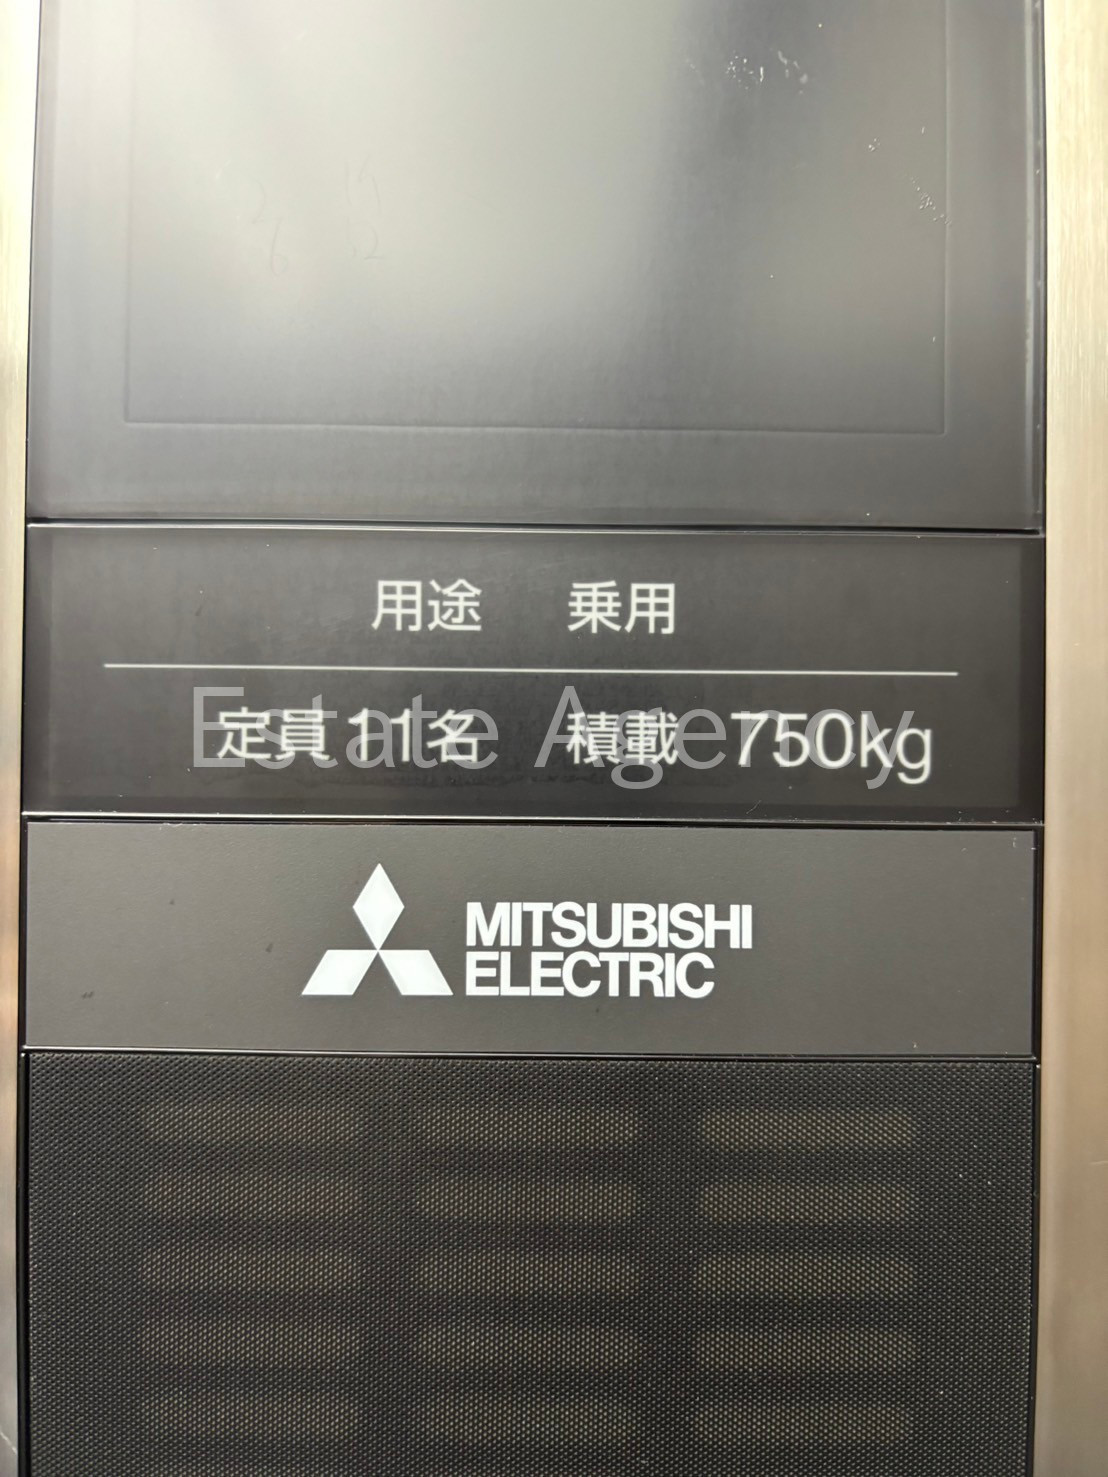 用途 乗用
定員11名 積載 750kg
Estate Agency
MITSUBISHI
ELECTRIC